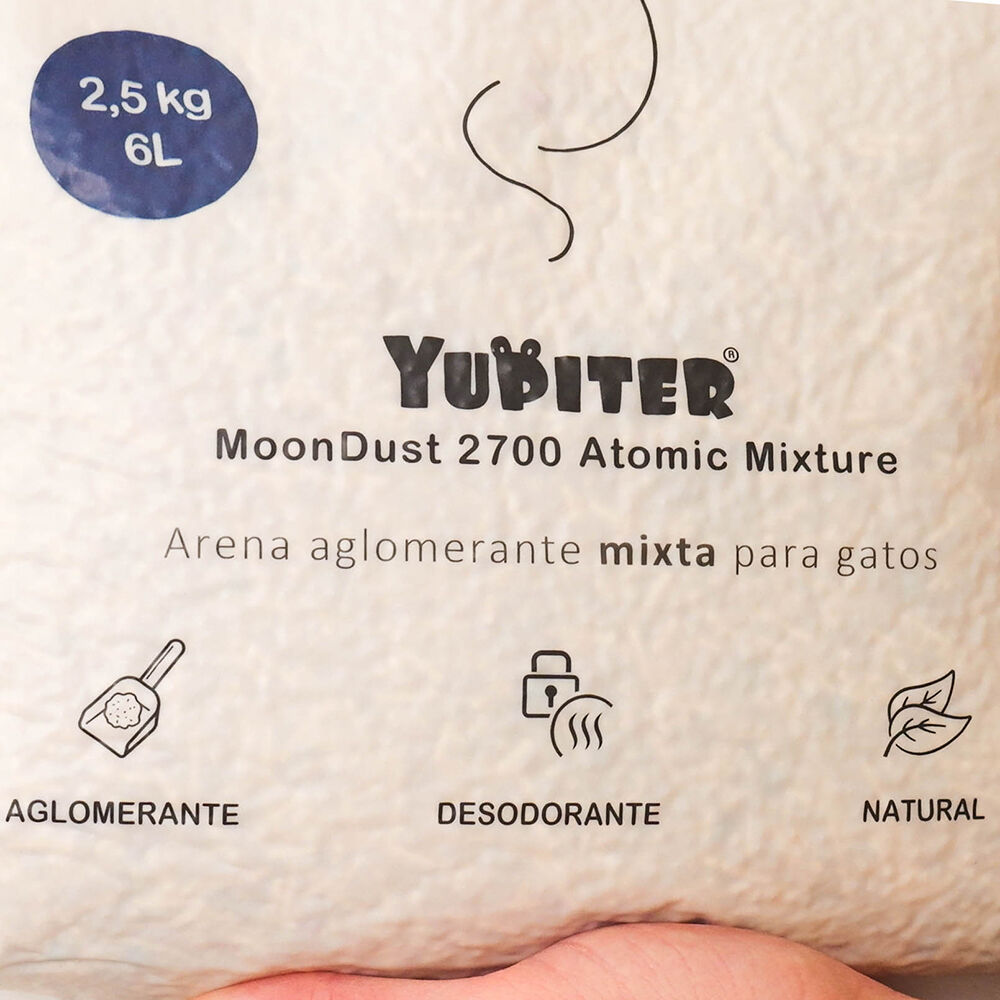 2,5 kg
6L
YUPITER®
MoonDust 2700 Atomic Mixture
Arena aglomerante mixta para gatos
AGLOMERANTE
DESODORANTE
NATURAL